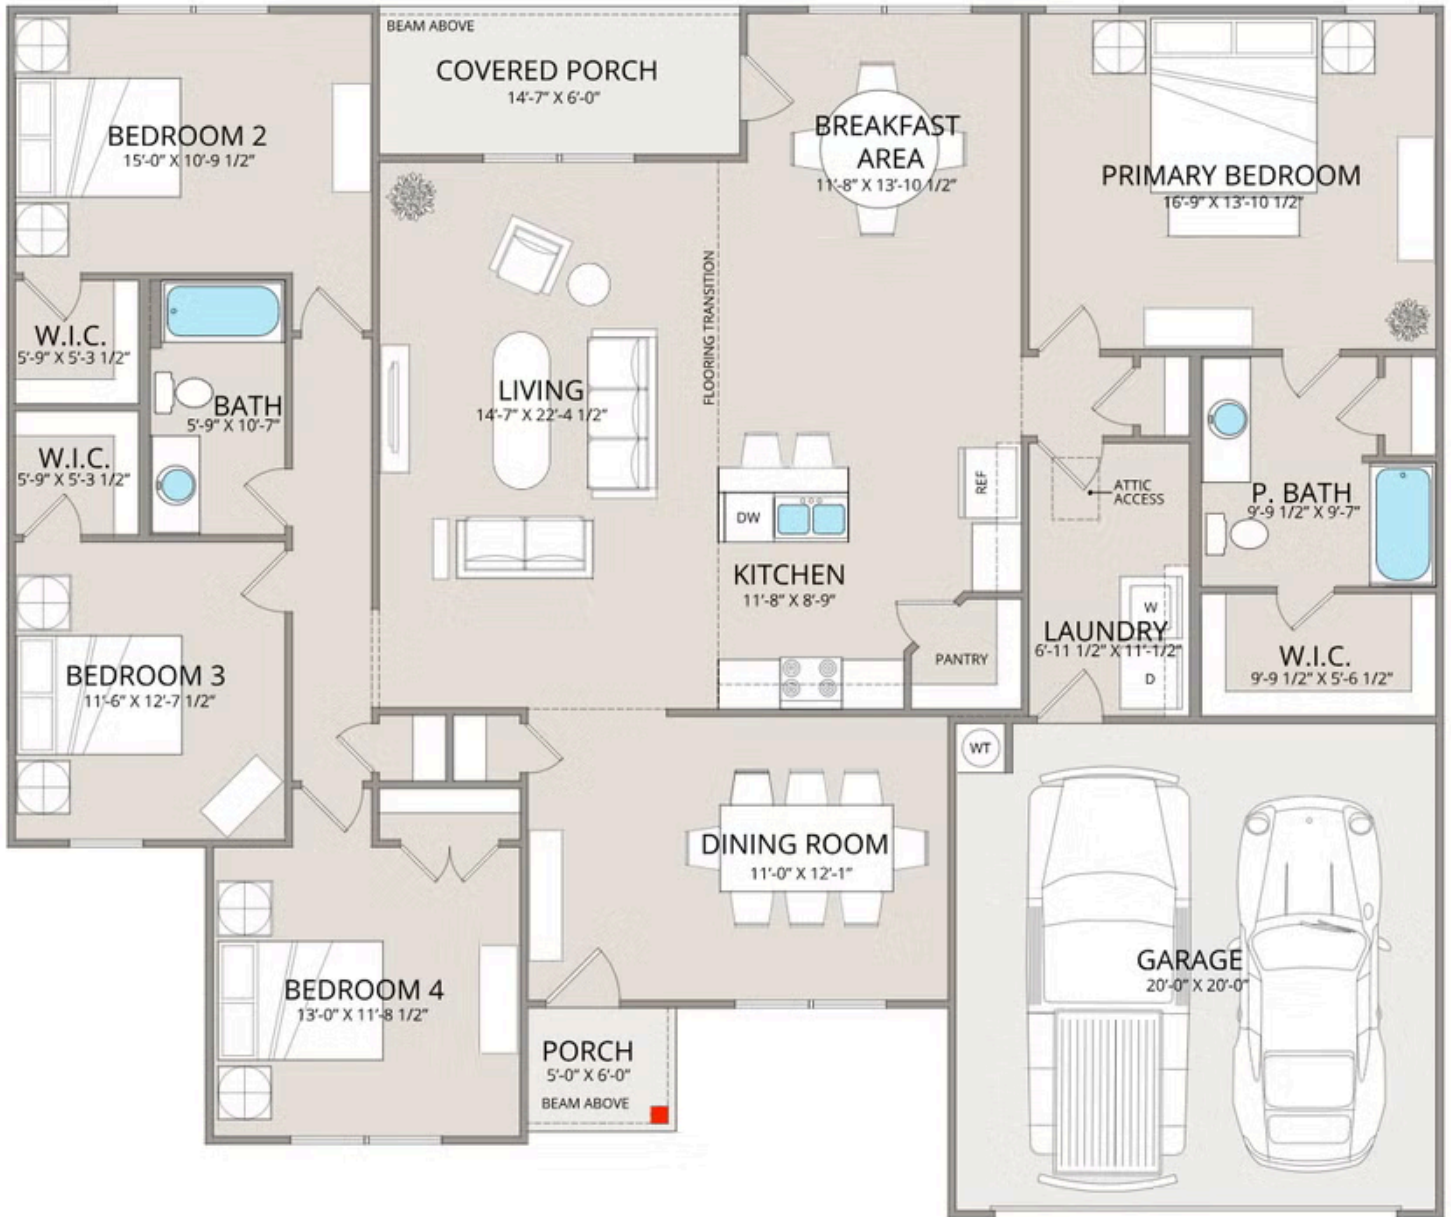 BEAM ABOVE
COVERED PORCH
14'-7" X 6'-0"
BEDROOM 2
15'-0" X 10'-9 1/2"
BREAKFAST
AREA
11'-8" X 13'-10 1/2"
PRIMARY BEDROOM
16'-9" X 13'-10 1/2"
FLOORING TRANSITION
W.I.C.
5'-9" X 5'-3 1/2"
BATH
5'-9" X 10'-7"
W.I.C.
5'-9" X 5'-3 1/2"
LIVING
14'-7" X 22'-4 1/2"
REF
ATTIC
ACCESS
P. BATH
9'-9 1/2" X 9'-7"
DW
KITCHEN
11'-8" X 8'-9"
W
LAUNDRY
6'-11 1/2" X 11'-1/2"
D
PANTRY
W.I.C.
9'-9 1/2" X 5'-6 1/2"
BEDROOM 3
11'-6" X 12'-7 1/2"
WT
DINING ROOM
11'-0" X 12'-1"
GARAGE
20'-0" X 20'-0"
BEDROOM 4
13'-0" X 11'-8 1/2"
PORCH
5'-0" X 6'-0"
BEAM ABOVE